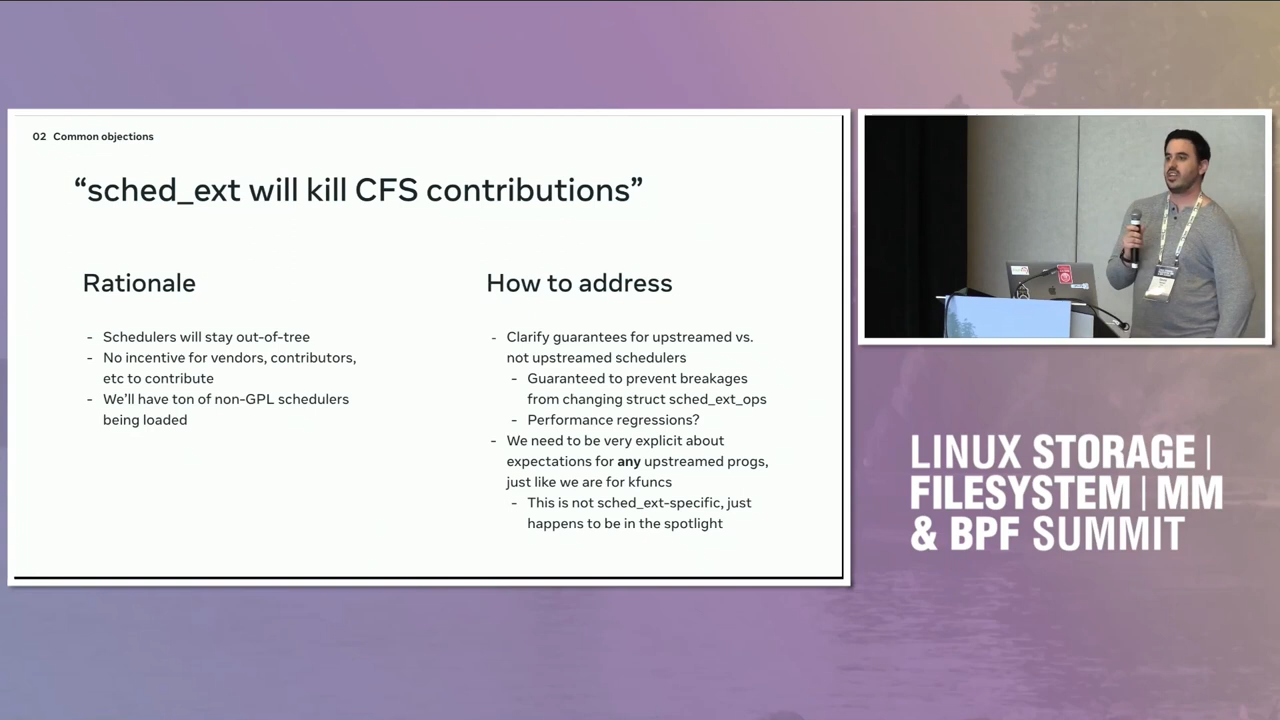 02 Common objections
“sched_ext will kill CFS contributions”
Rationale
- Schedulers will stay out-of-tree
- No incentive for vendors, contributors,
etc to contribute
- We’ll have ton of non-GPL schedulers
being loaded
How to address
- Clarify guarantees for upstreamed vs.
not upstreamed schedulers
- Guaranteed to prevent breakages
from changing struct sched_ext_ops
- Performance regressions?
- We need to be very explicit about
expectations for any upstreamed progs,
just like we are for kfuncs
- This is not sched_ext-specific, just
happens to be in the spotlight
LINUX STORAGE |
FILESYSTEM | MM
& BPF SUMMIT